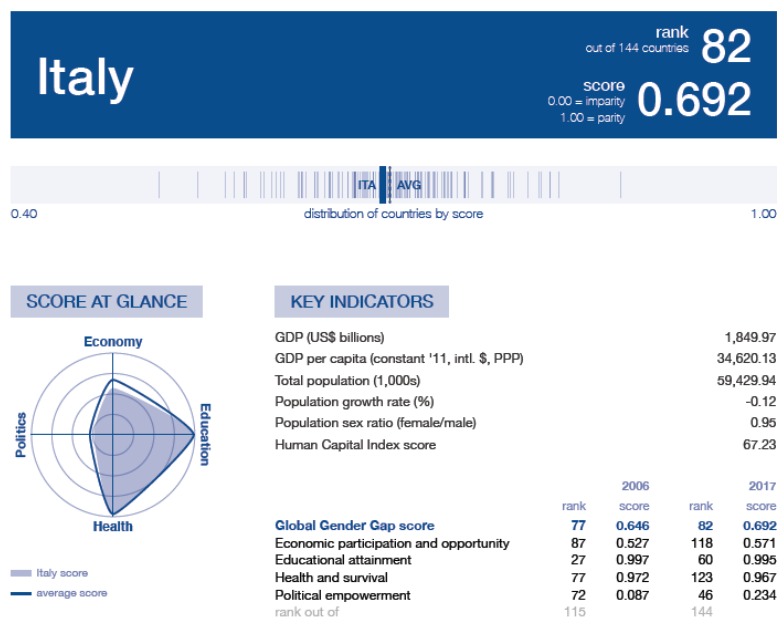 Italy
rank
out of 144 countries
82
score
0.00 = imparity
1.00 = parity
0.692
ITA AVG
0.40 distribution of countries by score 1.00
SCORE AT GLANCE
Economy
Education
Politics
Health
Italy score
average score
KEY INDICATORS
GDP (US$ billions) 1,849.97
GDP per capita (constant '11, intl. $, PPP) 34,620.13
Total population (1,000s) 59,429.94
Population growth rate (%) -0.12
Population sex ratio (female/male) 0.95
Human Capital Index score 67.23
2006 2017
rank score rank score
Global Gender Gap score 77 0.646 82 0.692
Economic participation and opportunity 87 0.527 118 0.571
Educational attainment 27 0.997 60 0.995
Health and survival 77 0.972 123 0.967
Political empowerment 72 0.087 46 0.234
rank out of 115 144